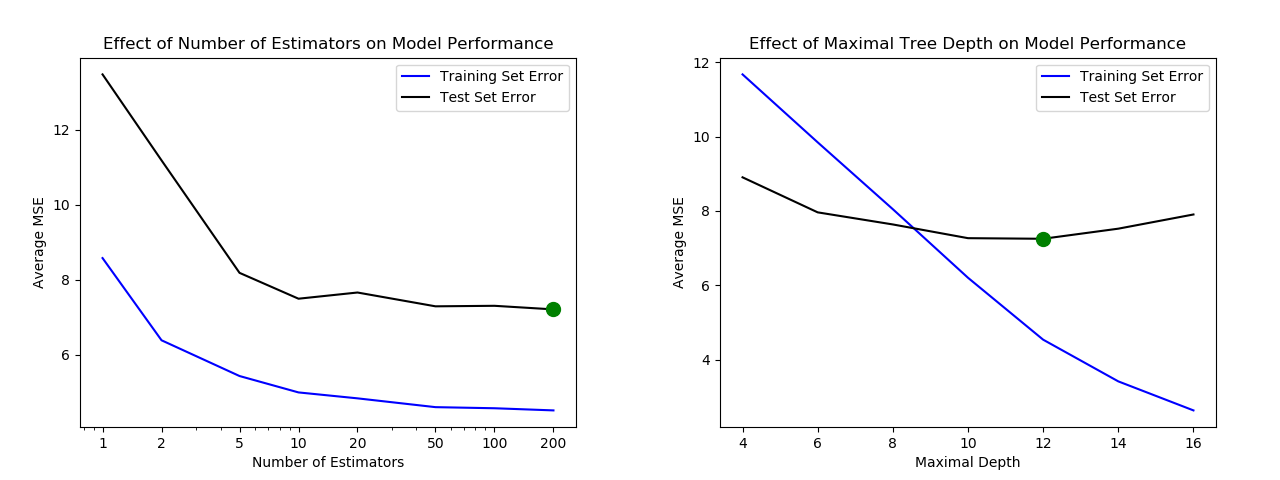 Effect of Number of Estimators on Model Performance
Training Set Error
Test Set Error
Average MSE
12
10
8
6
4
1 2 5 10 20 50 100 200
Number of Estimators
Effect of Maximal Tree Depth on Model Performance
Training Set Error
Test Set Error
Average MSE
12
10
8
6
4
4 6 8 10 12 14 16
Maximal Depth